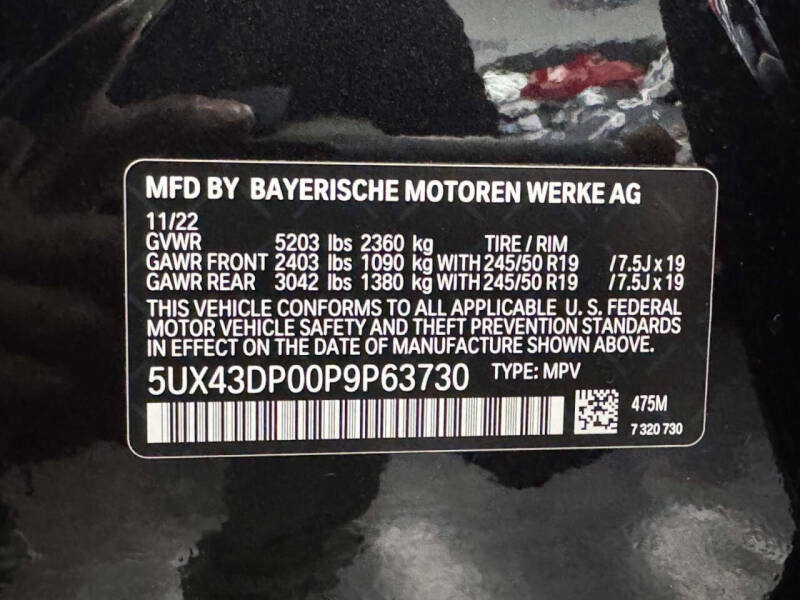 MFD BY BAYERISCHE MOTOREN WERKE AG
11/22
GVWR 5203 lbs 2360 kg TIRE / RIM
GAWR FRONT 2403 lbs 1090 kg WITH 245/50 R19 /7.5J x 19
GAWR REAR 3042 lbs 1380 kg WITH 245/50 R19 /7.5J x 19
THIS VEHICLE CONFORMS TO ALL APPLICABLE U. S. FEDERAL
MOTOR VEHICLE SAFETY AND THEFT PREVENTION STANDARDS
IN EFFECT ON THE DATE OF MANUFACTURE SHOWN ABOVE.
5UX43DP00P9P63730 TYPE: MPV
475M
7 320 730